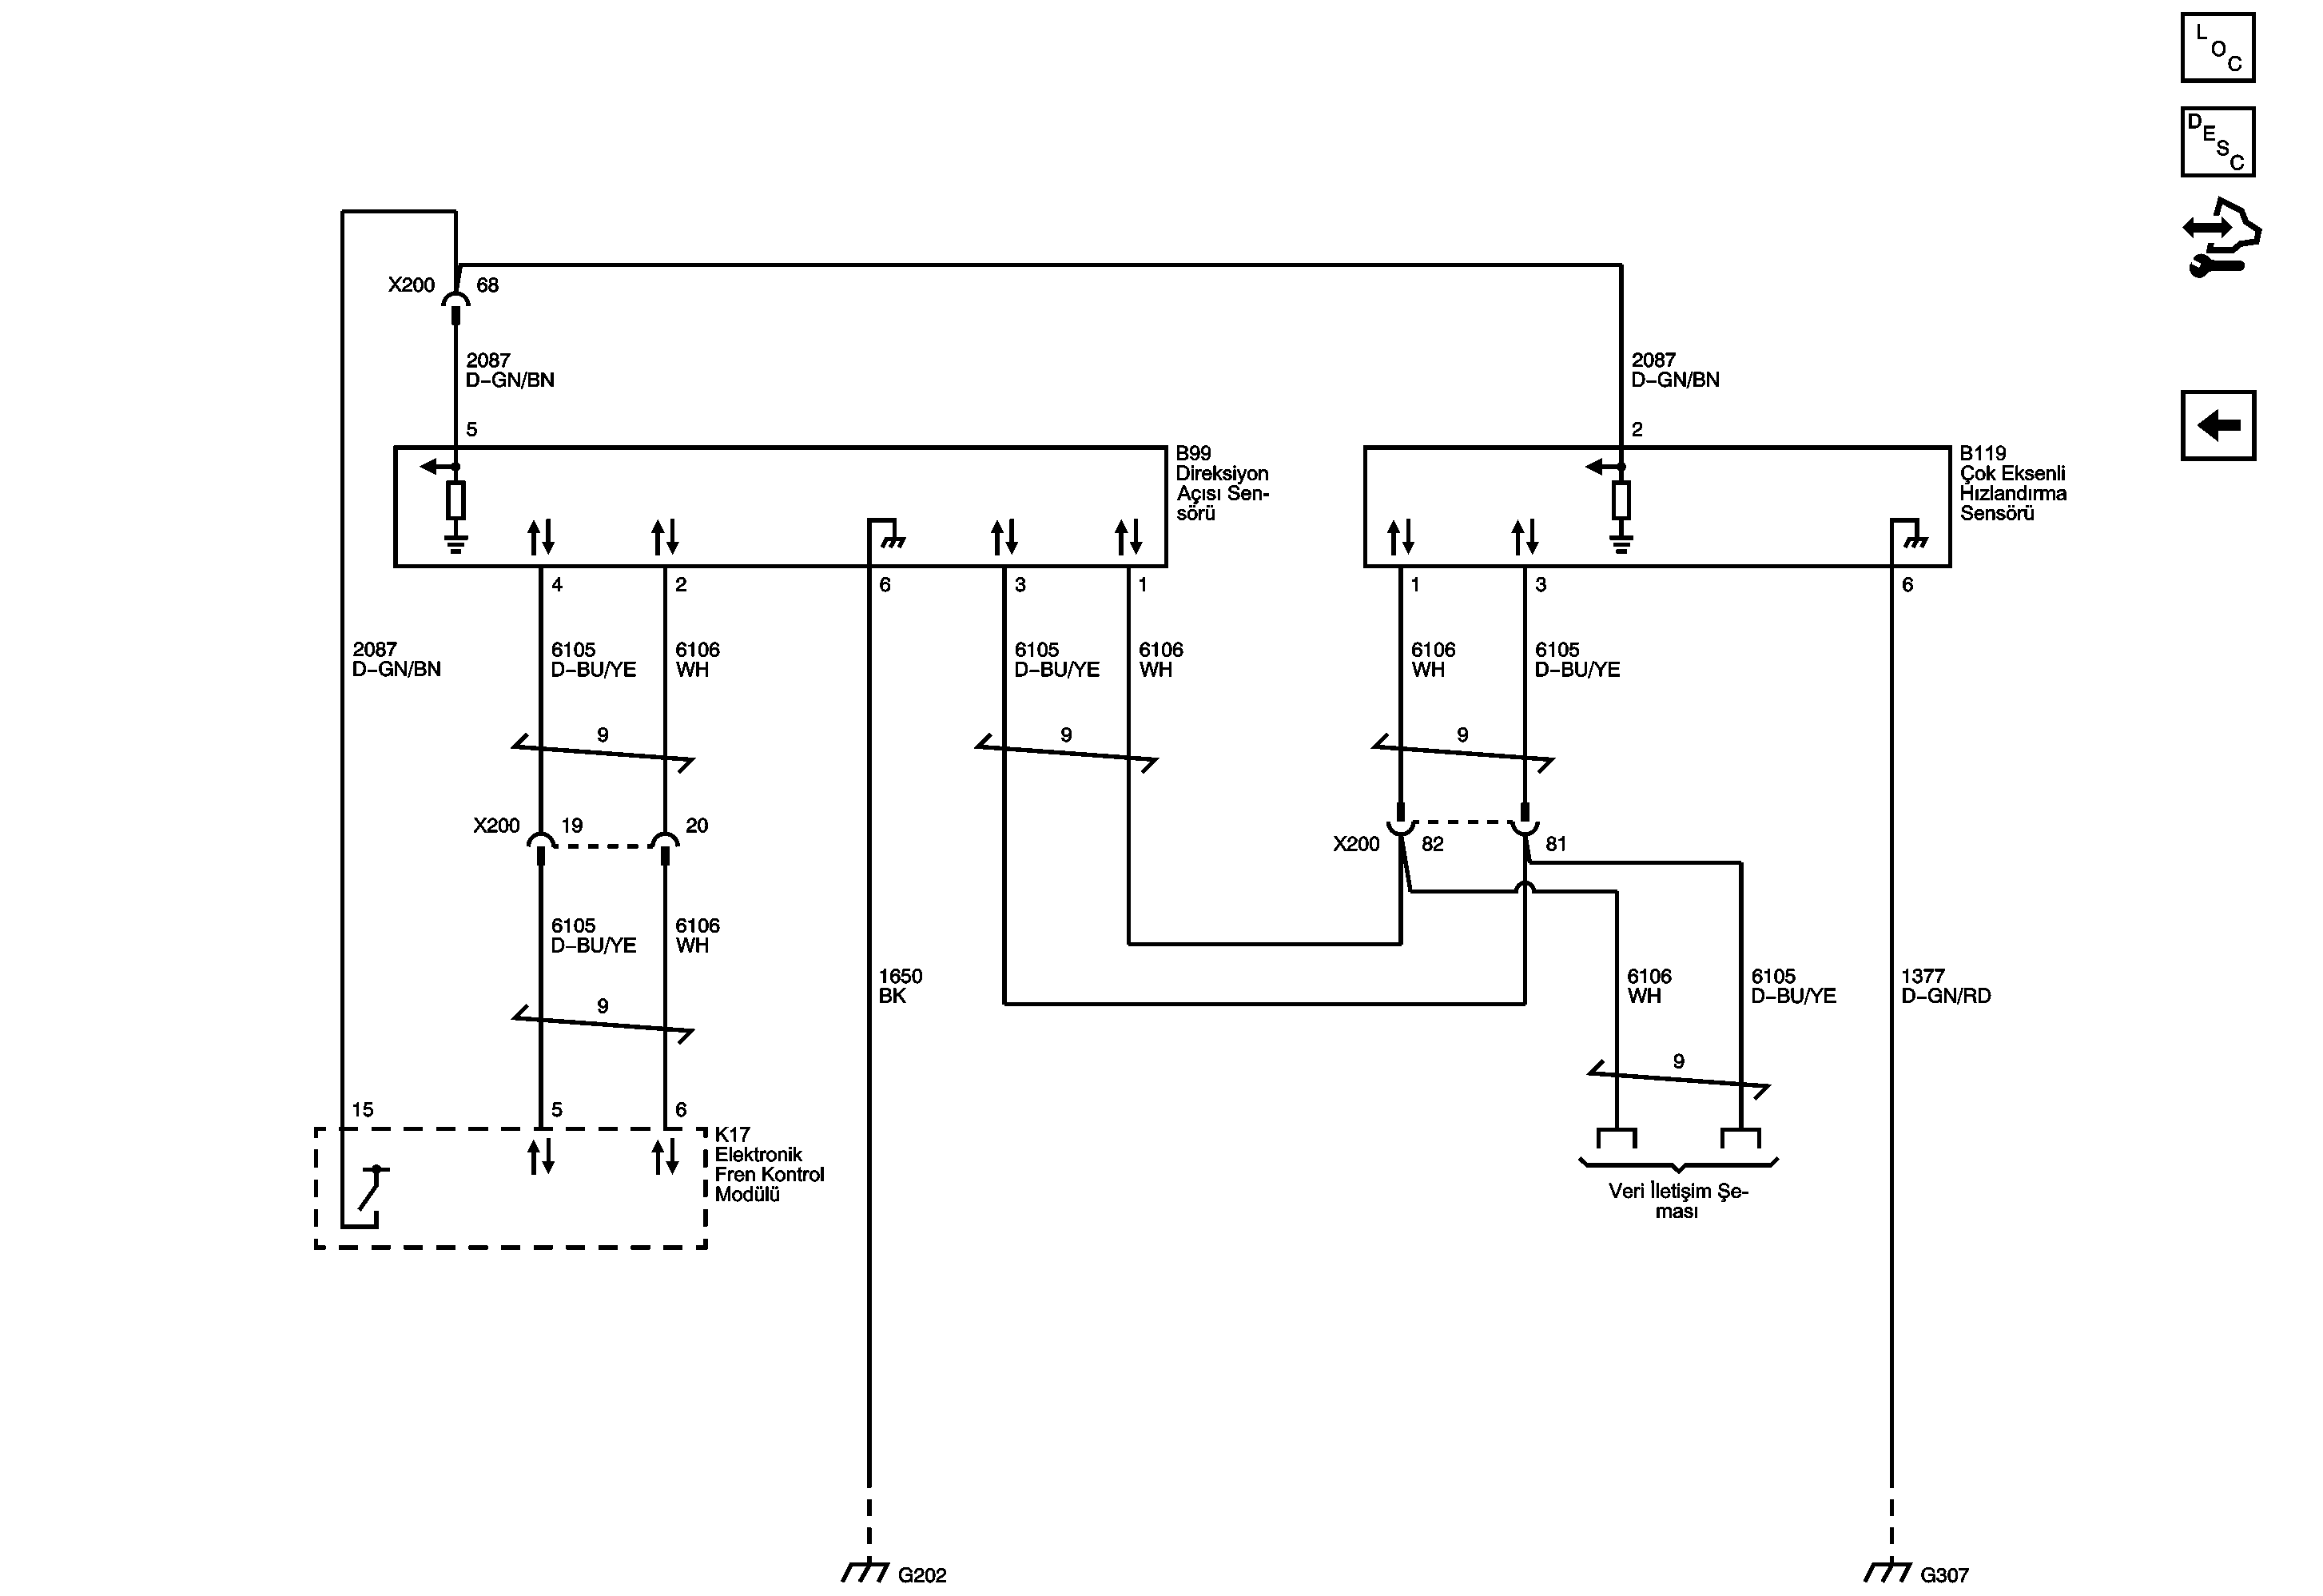 L
O
C
D
E
S
C
X200 68
2087
D-GN/BN
2087
D-GN/BN
5
2
B99
Direksiyon
Açısı Sen-
sörü
B119
Çok Eksenli
Hızlandırma
Sensörü
4 2 6 3 1 1 3 6
2087
D-GN/BN
6105
D-BU/YE
6106
WH
6105
D-BU/YE
6106
WH
6106
WH
6105
D-BU/YE
9 9 9
X200 19 20
X200 82 81
6105
D-BU/YE
6106
WH
1650
BK
6106
WH
6105
D-BU/YE
1377
D-GN/RD
9
9
15 5 6
K17
Elektronik
Fren Kontrol
Modülü
Veri İletişim Şe-
ması
G202
G307